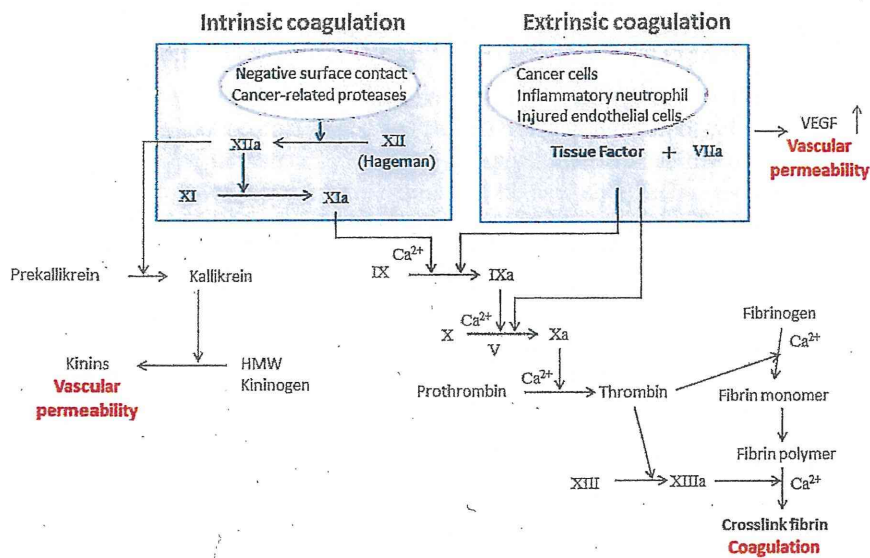 Intrinsic coagulation
Extrinsic coagulation
Negative surface contact
Cancer-related proteases
XIIa
XII
(Hageman)
XI
XIa
Cancer cells
Inflammatory neutrophil
Injured endothelial cells
Tissue Factor + VIIa
VEGF ↑
Vascular
permeability
Prekallikrein
Kallikrein
Kinins
Vascular
permeability
HMW
Kininogen
Ca²⁺
IX
IXa
Ca²⁺
X
V
Xa
Ca²⁺
Prothrombin
Thrombin
Fibrinogen
Ca²⁺
Fibrin monomer
Fibrin polymer
XIII
XIIIa
Ca²⁺
Crosslink fibrin
Coagulation